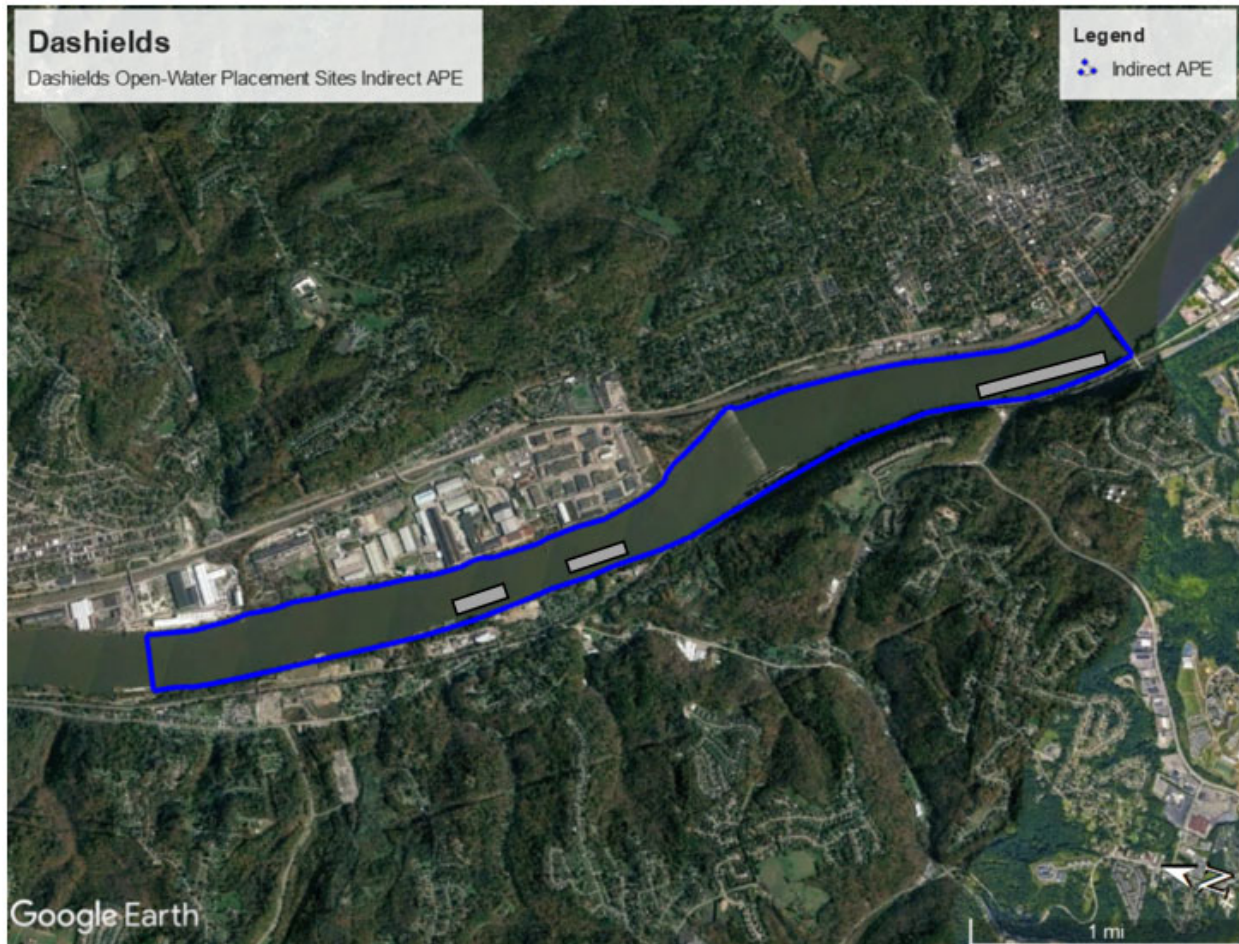 Dashields
Dashields Open-Water Placement Sites Indirect APE
Legend
Indirect APE
N
Google Earth
1 mi